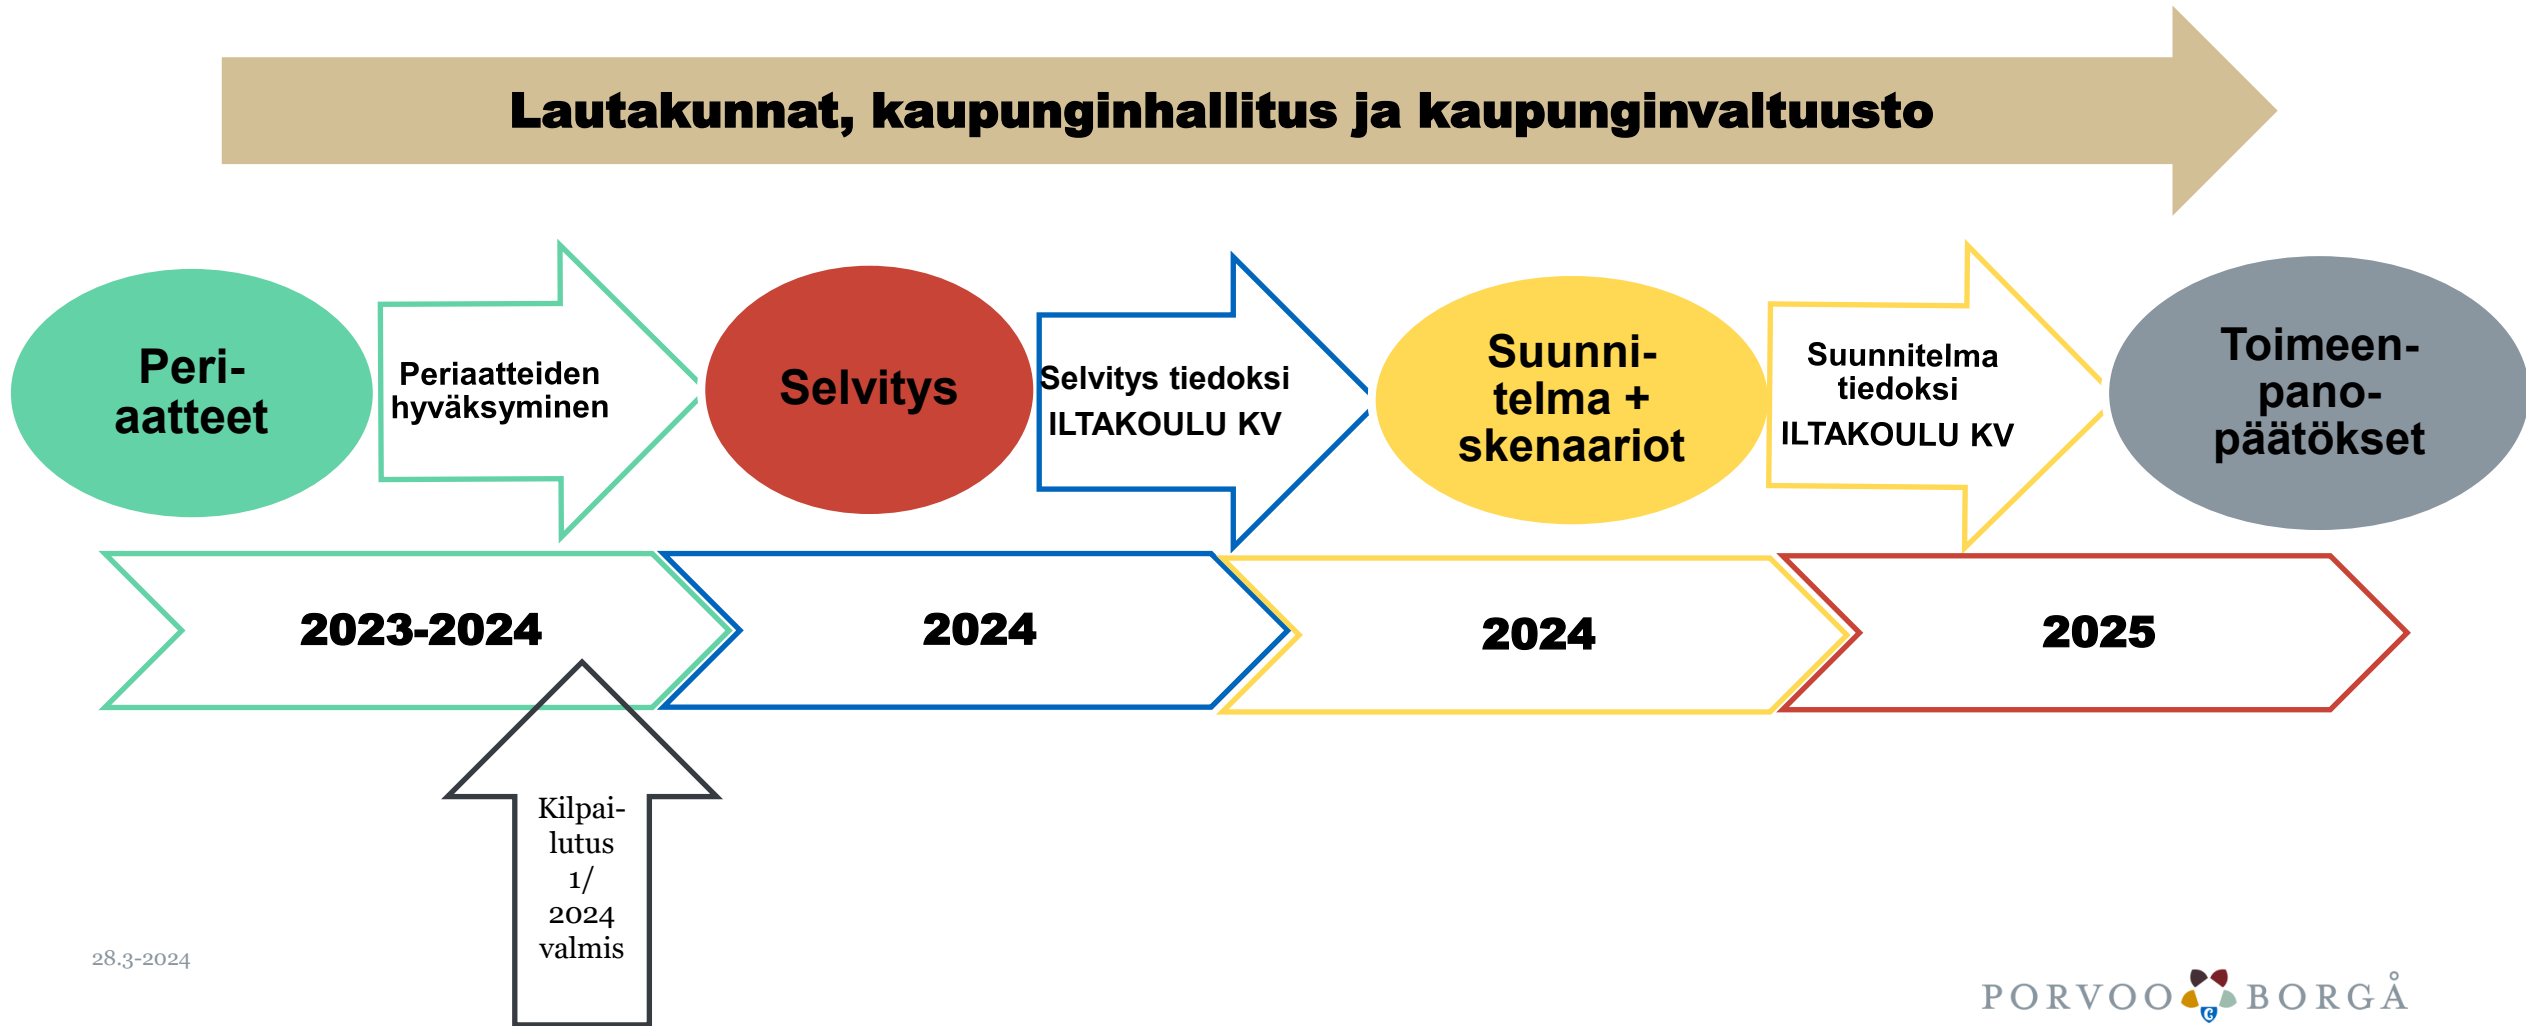 Lautakunnat, kaupunginhallitus ja kaupunginvaltuusto
Peri-
aatteet
Periaatteiden
hyväksyminen
Selvitys
Selvitys tiedoksi
ILTAKOULU KV
Suunni-
telma +
skenaariot
Suunnitelma
tiedoksi
ILTAKOULU KV
Toimeen-
pano-
päätökset
2023-2024
2024
2024
2025
Kilpai-
lutus
1/
2024
valmis
28.3-2024
PORVOO BORGÅ